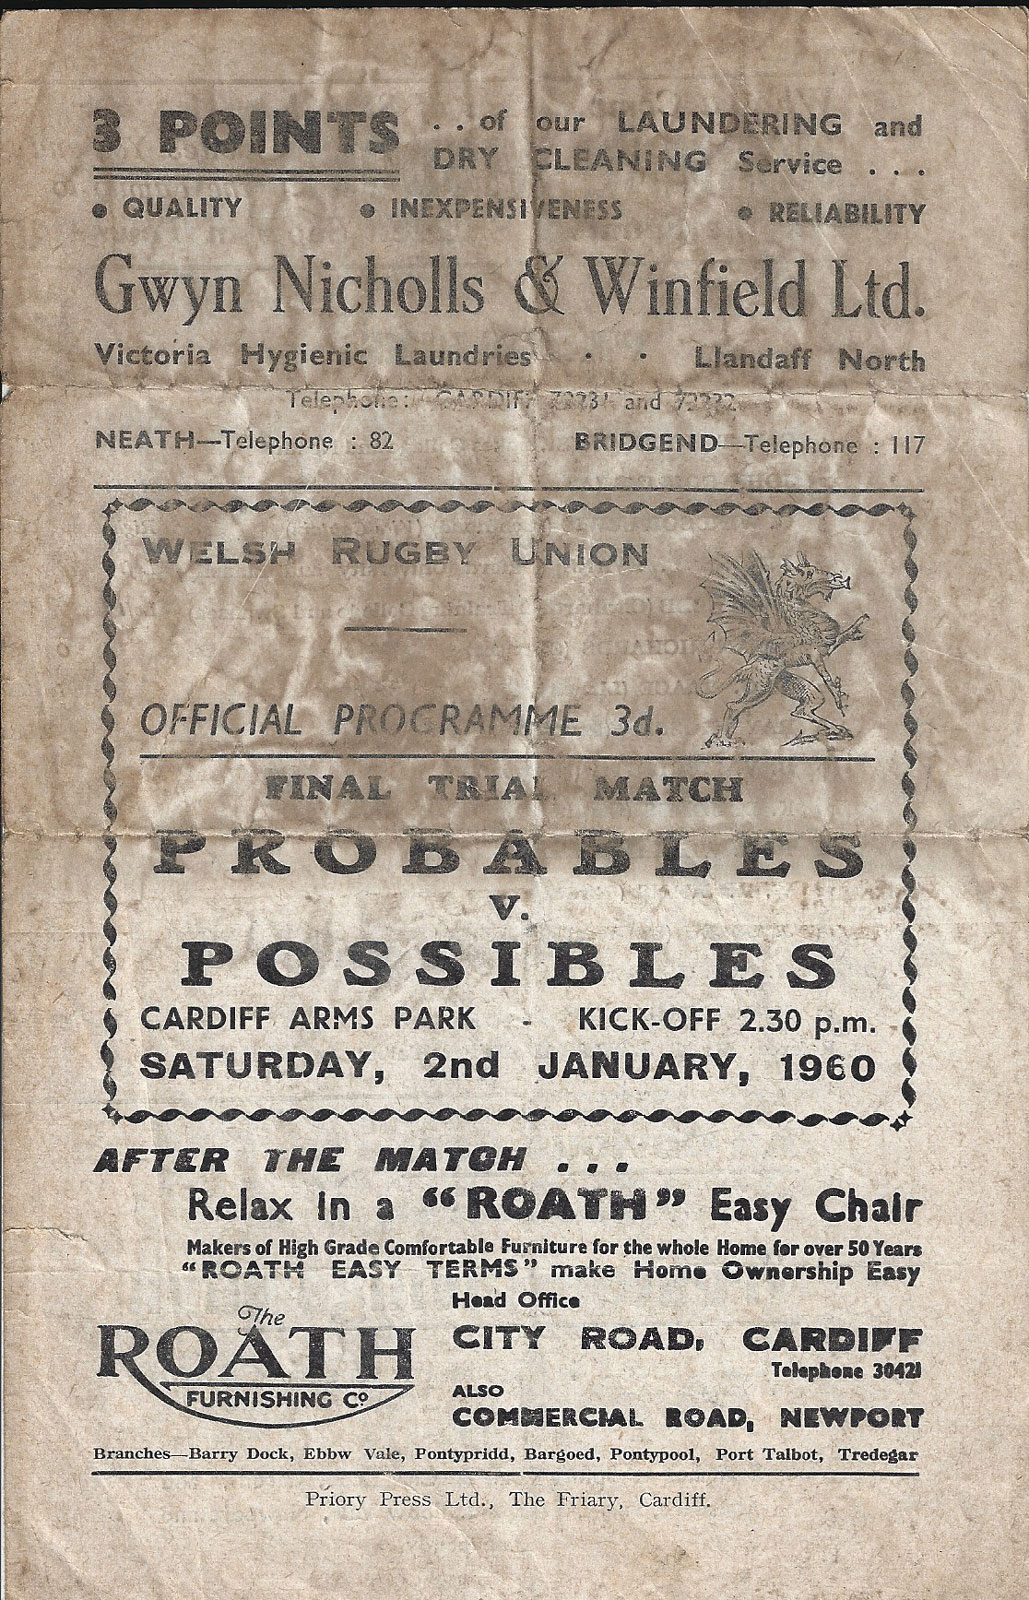 3 POINTS . . of our LAUNDERING and
DRY CLEANING Service . . .
• QUALITY • INEXPENSIVENESS • RELIABILITY
Gwyn Nicholls & Winfield Ltd.
Victoria Hygienic Laundries · · Llandaff North
Telephone: CARDIFF and
NEATH—Telephone : 82 BRIDGEND—Telephone : 117
WELSH RUGBY UNION
OFFICIAL PROGRAMME 3d.
FINAL TRIAL MATCH
PROBABLES
v.
POSSIBLES
CARDIFF ARMS PARK - KICK-OFF 2.30 p.m.
SATURDAY, 2nd JANUARY, 1960
AFTER THE MATCH . . .
Relax in a “ROATH” Easy Chair
Makers of High Grade Comfortable Furniture for the whole Home for over 50 Years
“ROATH EASY TERMS” make Home Ownership Easy
Head Office
The
ROATH
FURNISHING Co
CITY ROAD, CARDIFF
Telephone 30421
ALSO
COMMERCIAL ROAD, NEWPORT
Branches—Barry Dock, Ebbw Vale, Pontypridd, Bargoed, Pontypool, Port Talbot, Tredegar
Priory Press Ltd., The Friary, Cardiff.